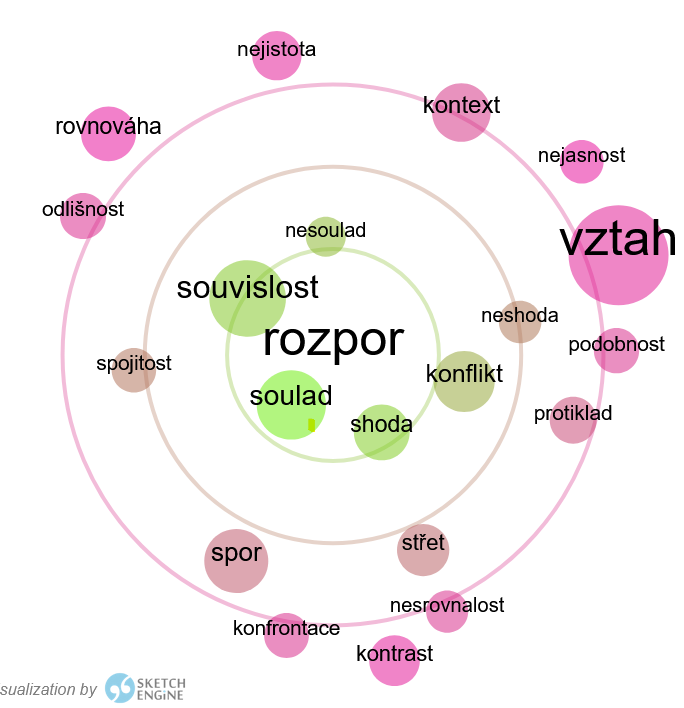 nejistota
kontext
rovnováha
nejasnost
odlišnost
nesoulad
vztah
souvislost
neshoda
rozpor
podobnost
spojitost
konflikt
soulad
protiklad
shoda
střet
spor
nesrovnalost
konfrontace
kontrast
sualization by SKETCH
ENGINE